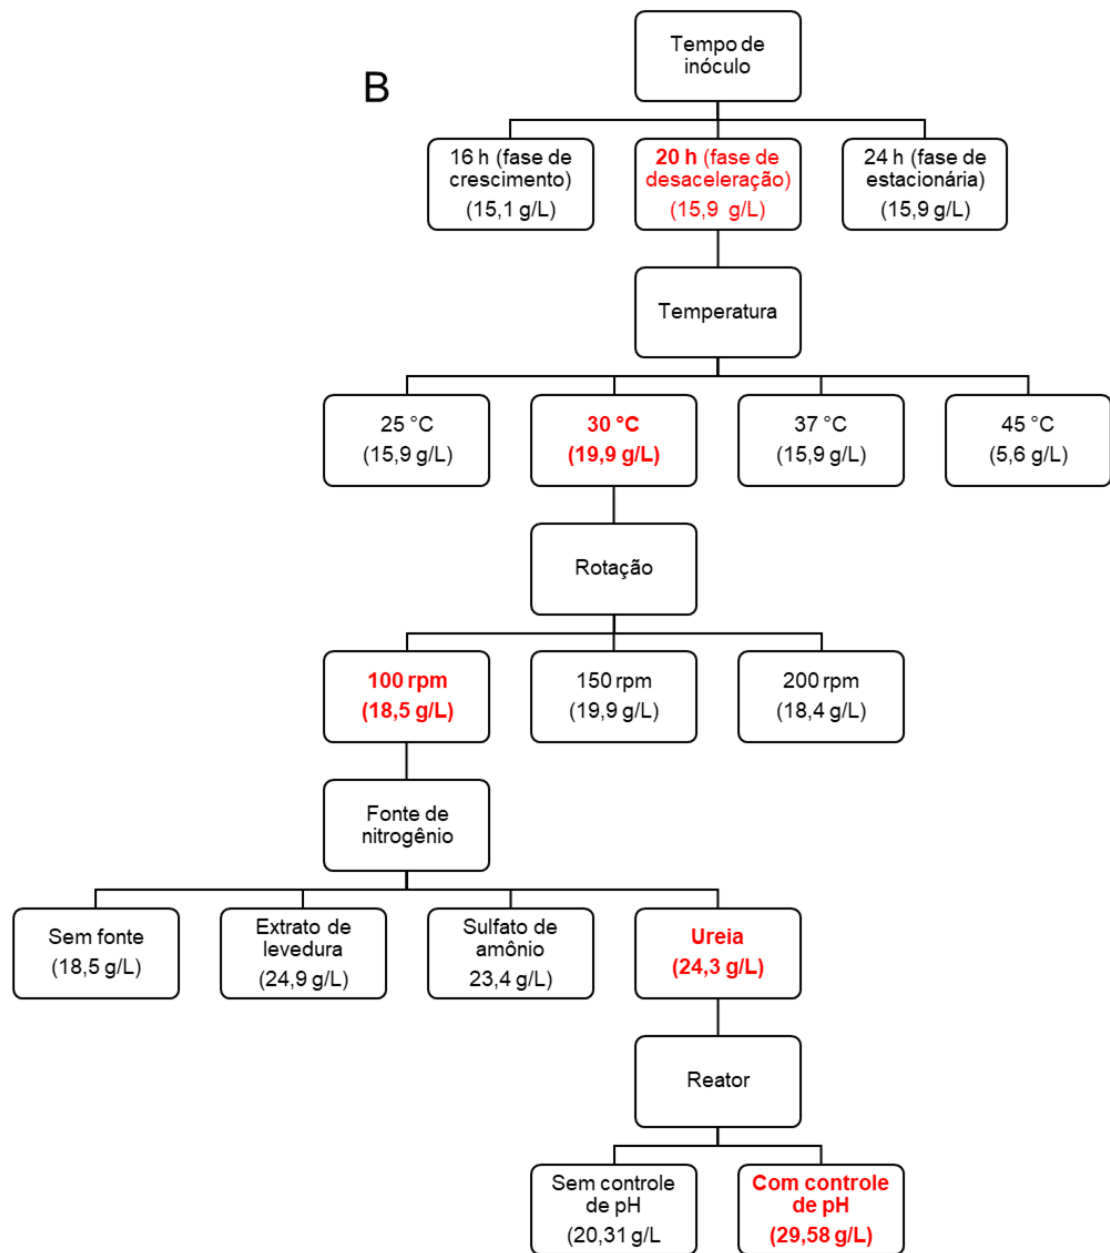 B
Tempo de
inóculo
16 h (fase de
crescimento)
(15,1 g/L)
20 h (fase de
desaceleração)
(15,9 g/L)
24 h (fase de
estacionária)
(15,9 g/L)
Temperatura
25 °C
(15,9 g/L)
30 °C
(19,9 g/L)
37 °C
(15,9 g/L)
45 °C
(5,6 g/L)
Rotação
100 rpm
(18,5 g/L)
150 rpm
(19,9 g/L)
200 rpm
(18,4 g/L)
Fonte de
nitrogênio
Sem fonte
(18,5 g/L)
Extrato de
levedura
(24,9 g/L)
Sulfato de
amônio
23,4 g/L)
Ureia
(24,3 g/L)
Reator
Sem controle
de pH
(20,31 g/L
Com controle
de pH
(29,58 g/L)